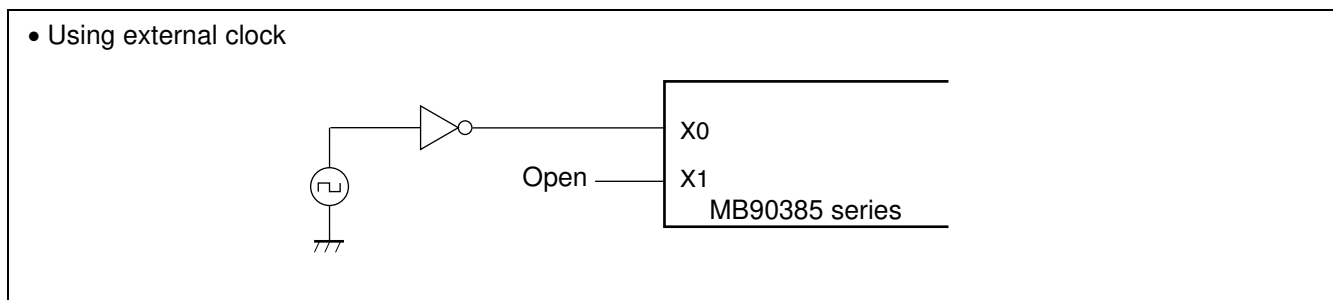 • Using external clock
X0
Open
X1
MB90385 series